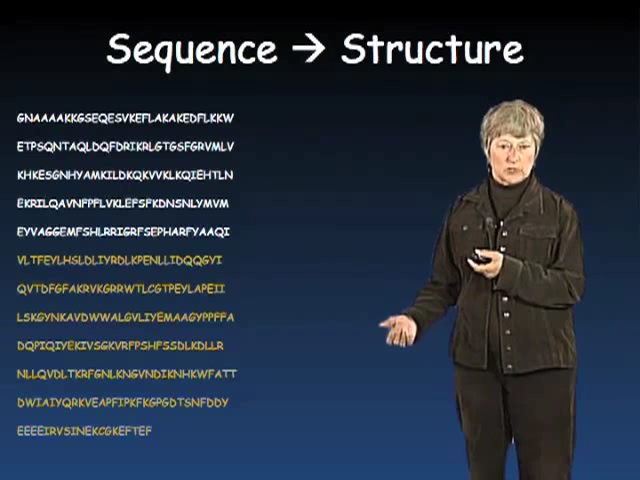 Sequence → Structure
GNAAAAKKGSEQESVKEFLAKAKEDFLKKW
ETPSQNTAQLDQFDRIKRLGTGSFGRVMLV
KHKESGNHYAMKILDKQKVVKLKQIEHTLN
EKRILQAVNFPFLVKLEFSFKDNSNLYMVM
EYVAGGEMFSHLRRIGRFSEPHARFYAAQI
VLTFEYLHSLDLIYRDLKPENLLIDQQGYI
QVTDFGFAKRVKGRRWTLCGTPEYLAPEII
LSKGYNKAVDWWALGVLIYEMAAGYPPFFA
DQPIQIYEKIVSGKVRFPSHFSSDLKDLLR
NLLQVDLTKRFGNLKNGVNDIKNHKWFATT
DWIAIYQRKVEAPFIPKFKGPGDTSNFDDY
EEEEIRVSINEKCGKEFTEF